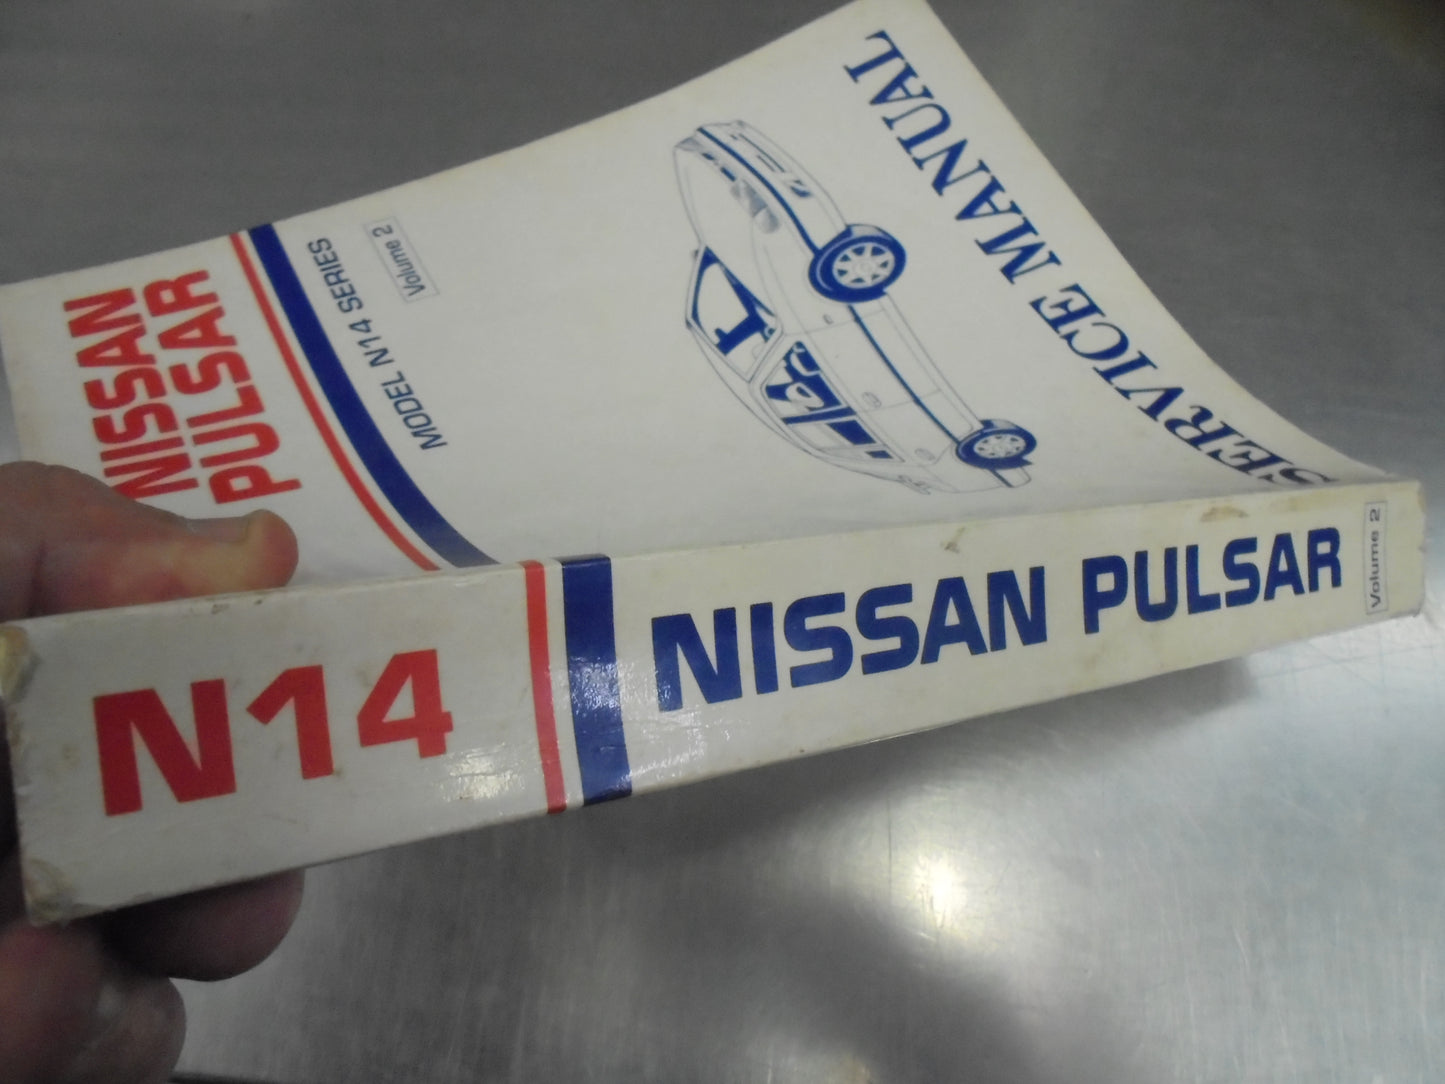 NISSAN
PULSAR
MODEL N14 SERIES
Volume 2
SERVICE MANUAL
N14
NISSAN PULSAR
Volume 2